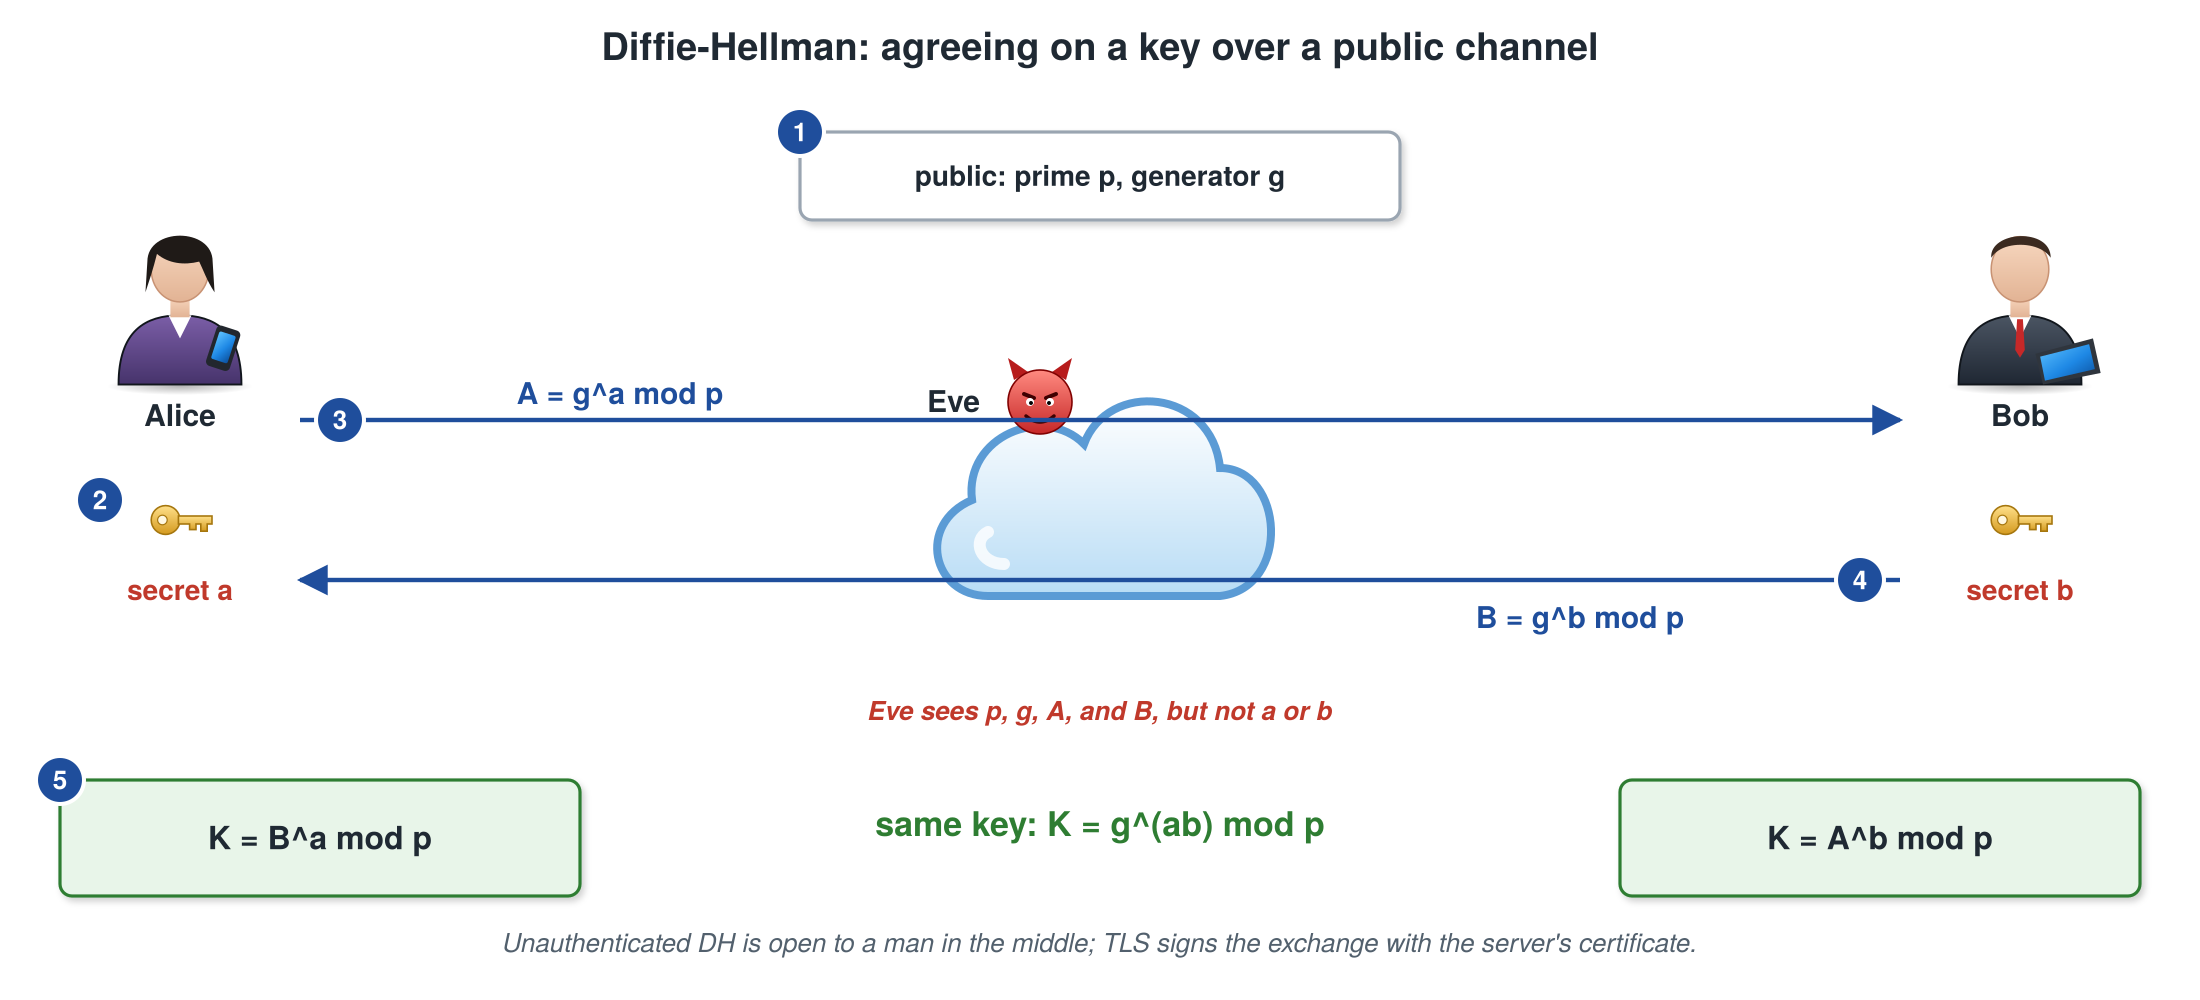 Diffie-Hellman: agreeing on a key over a public channel
1
public: prime p, generator g
A = g^a mod p
Eve
Alice
3
Bob
2
secret a
secret b
4
B = g^b mod p
Eve sees p, g, A, and B, but not a or b
5
K = B^a mod p
same key: K = g^(ab) mod p
K = A^b mod p
Unauthenticated DH is open to a man in the middle; TLS signs the exchange with the server's certificate.